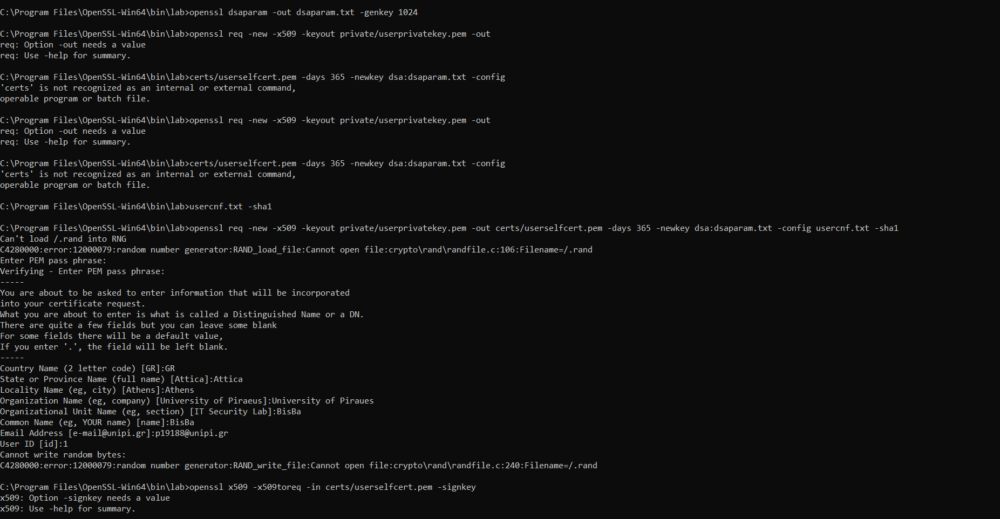 C:\Program Files\OpenSSL-Win64\bin\lab>openssl dsaparam -out dsaparam.txt -genkey 1024
C:\Program Files\OpenSSL-Win64\bin\lab>openssl req -new -x509 -keyout private/userprivatekey.pem -out
req: Option -out needs a value
req: Use -help for summary.
C:\Program Files\OpenSSL-Win64\bin\lab>certs/userselfcert.pem -days 365 -newkey dsa:dsaparam.txt -config
'certs' is not recognized as an internal or external command,
operable program or batch file.
C:\Program Files\OpenSSL-Win64\bin\lab>openssl req -new -x509 -keyout private/userprivatekey.pem -out
req: Option -out needs a value
req: Use -help for summary.
C:\Program Files\OpenSSL-Win64\bin\lab>certs/userselfcert.pem -days 365 -newkey dsa:dsaparam.txt -config
'certs' is not recognized as an internal or external command,
operable program or batch file.
C:\Program Files\OpenSSL-Win64\bin\lab>usercnf.txt -sha1
C:\Program Files\OpenSSL-Win64\bin\lab>openssl req -new -x509 -keyout private/userprivatekey.pem -out certs/userselfcert.pem -days 365 -newkey dsa:dsaparam.txt -config usercnf.txt -sha1
Can't load /.rand into RNG
C4280000:error:12000079:random number generator:RAND_load_file:Cannot open file:crypto\rand\randfile.c:106:Filename=/.rand
Enter PEM pass phrase:
Verifying - Enter PEM pass phrase:
-----
You are about to be asked to enter information that will be incorporated
into your certificate request.
What you are about to enter is what is called a Distinguished Name or a DN.
There are quite a few fields but you can leave some blank
For some fields there will be a default value,
If you enter '.', the field will be left blank.
-----
Country Name (2 letter code) [GR]:GR
State or Province Name (full name) [Attica]:Attica
Locality Name (eg, city) [Athens]:Athens
Organization Name (eg, company) [University of Piraeus]:University of Piraues
Organizational Unit Name (eg, section) [IT Security Lab]:BisBa
Common Name (eg, YOUR name) [name]:BisBa
Email Address [e-mail@unipi.gr]:p19188@unipi.gr
User ID [id]:1
Cannot write random bytes:
C4280000:error:12000079:random number generator:RAND_write_file:Cannot open file:crypto\rand\randfile.c:240:Filename=/.rand
C:\Program Files\OpenSSL-Win64\bin\lab>openssl x509 -x509toreq -in certs/userselfcert.pem -signkey
x509: Option -signkey needs a value
x509: Use -help for summary.